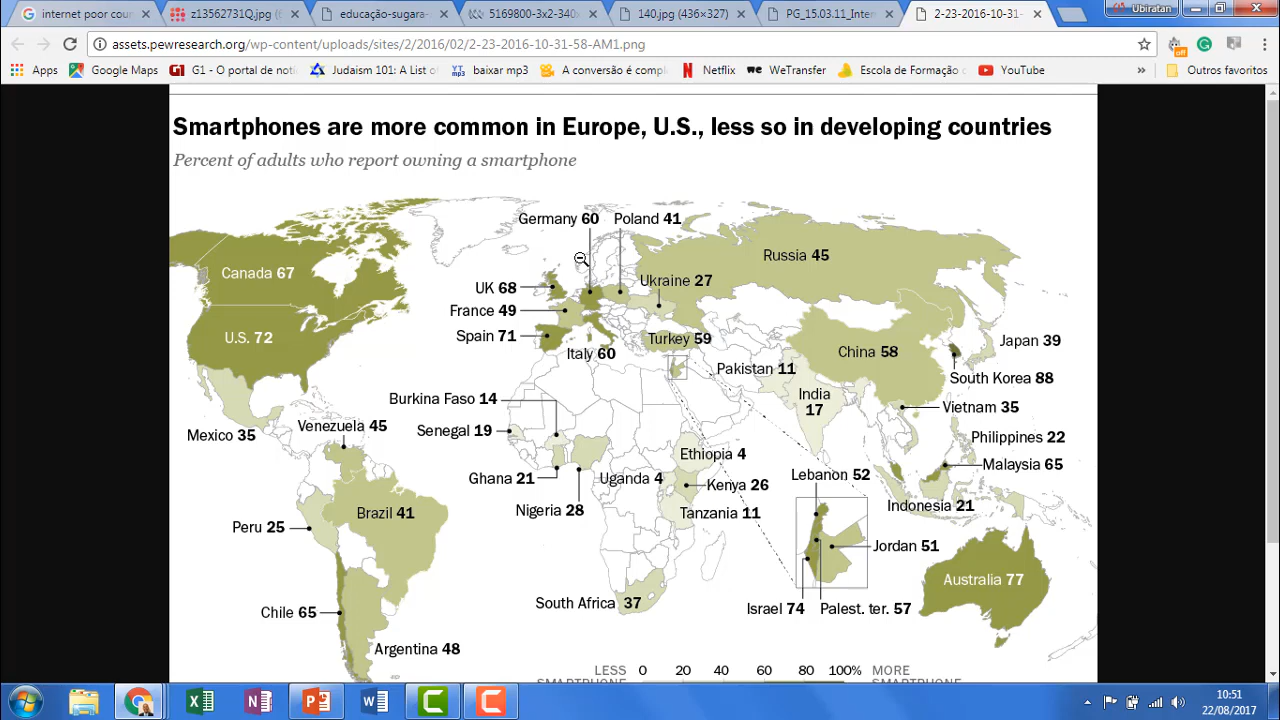 internet poor coun
z13562731Q.jpg (
educação-sugara-
5169800-3x2-340
140.jpg (436×327)
PG_15.03.11_Inte
2-23-2016-10-31-
Ubiratan
assets.pewresearch.org/wp-content/uploads/sites/2/2016/02/2-23-2016-10-31-58-AM1.png
off
Apps
Google Maps
G1 - O portal de notí
Judaism 101: A List o
baixar mp3
A conversão é comp
Netflix
WeTransfer
Escola de Formação
YouTube
»
Outros favoritos
Smartphones are more common in Europe, U.S., less so in developing countries
Percent of adults who report owning a smartphone
Germany 60
Poland 41
Russia 45
Canada 67
Ukraine 27
UK 68
France 49
U.S. 72
Spain 71
Turkey 59
Japan 39
China 58
Italy 60
Pakistan 11
South Korea 88
India
17
Burkina Faso 14
Vietnam 35
Venezuela 45
Senegal 19
Mexico 35
Philippines 22
Ethiopia 4
Malaysia 65
Ghana 21
Uganda 4
Lebanon 52
Kenya 26
Indonesia 21
Nigeria 28
Tanzania 11
Brazil 41
Peru 25
Jordan 51
Australia 77
South Africa 37
Israel 74
Palest. ter. 57
Chile 65
Argentina 48
LESS
SMARTPHONE
0 20 40 60 80 100%
MORE
SMARTPHONE
10:51
22/08/2017